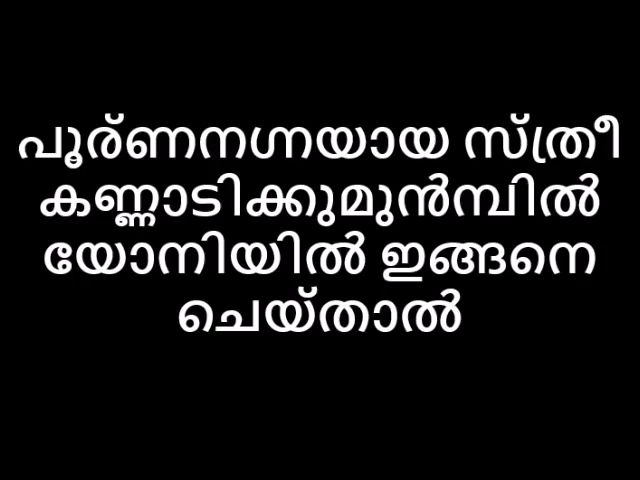 പൂര്ണനഗ്നയായ സ്ത്രീ
കണ്ണാടിക്കുമുൻമ്പിൽ
യോനിയിൽ ഇങ്ങനെ
ചെയ്താൽ